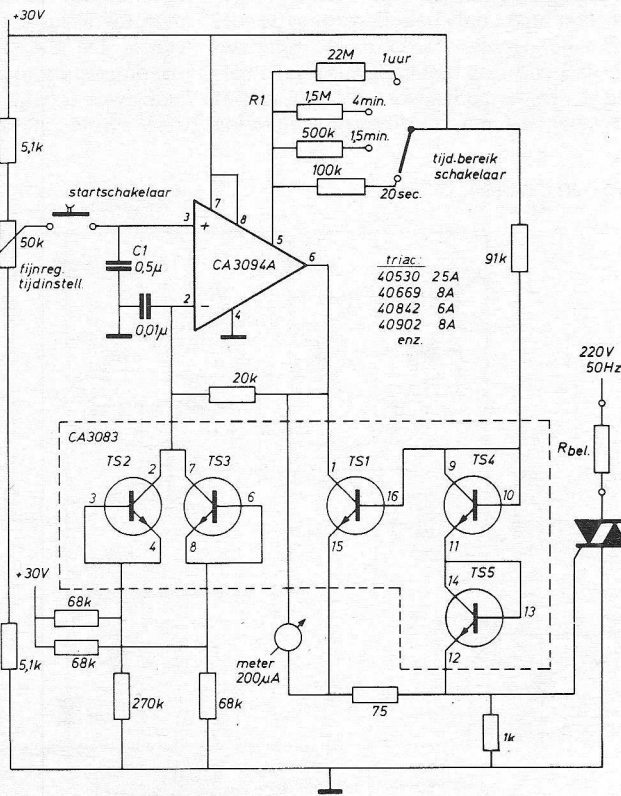 +30V
22M
1uur
R1
1,5M
4min.
500k
1,5min.
5,1k
100k
20sec.
tijd.bereik
schakelaar
startschakelaar
7
8
3
+
5
6
CA3094A
50k
fijnreg.
tijdinstell.
C1
0,5µ
2
−
4
0,01µ
triac:
40530 25A
40669 8A
40842 6A
40902 8A
enz.
91k
220V
50Hz
20k
Rbel.
CA3083
TS2
2
7
TS3
1
TS1
9
TS4
3
6
16
10
4
8
15
11
TS5
14
13
12
+30V
68k
68k
5,1k
meter
200µA
270k
68k
75
1k